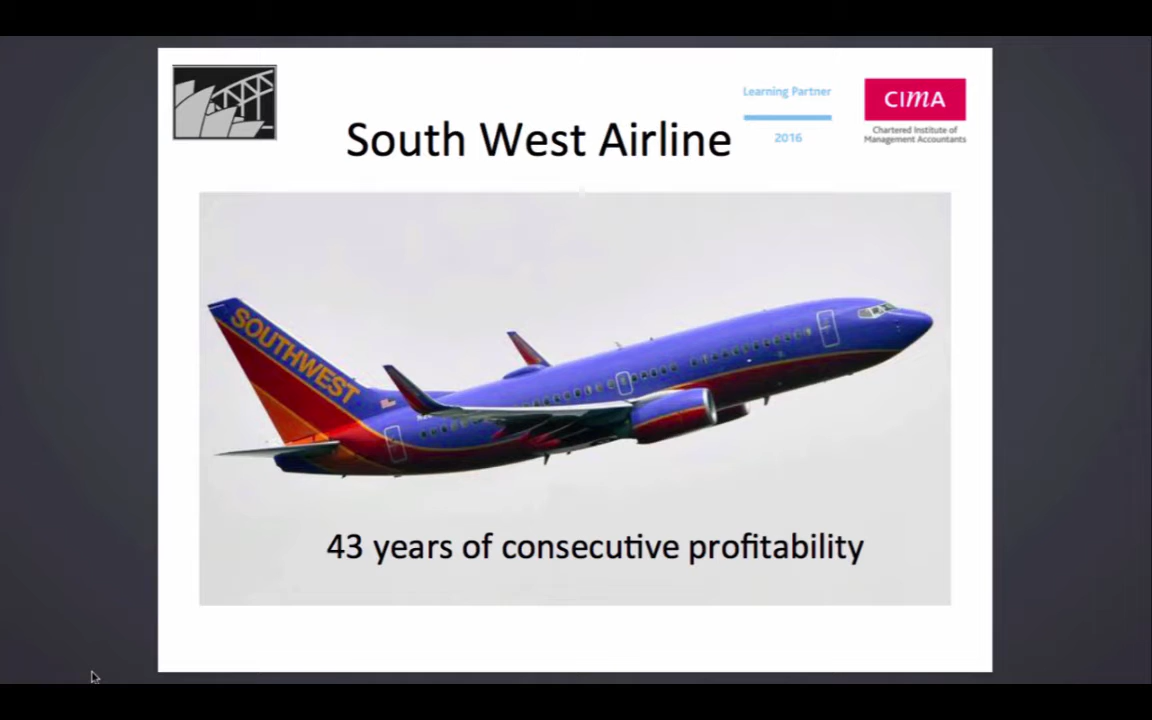 Learning Partner
2016
CIMA
Chartered Institute of
Management Accountants
South West Airline
SOUTHWEST
43 years of consecutive profitability